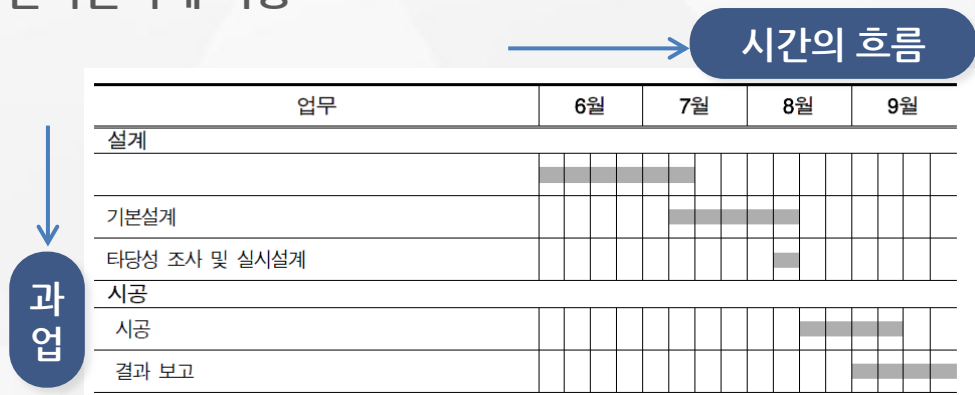 시간의 흐름
업무 6월 7월 8월 9월
설계
기본설계
타당성 조사 및 실시설계
시공
시공
결과 보고
과
업